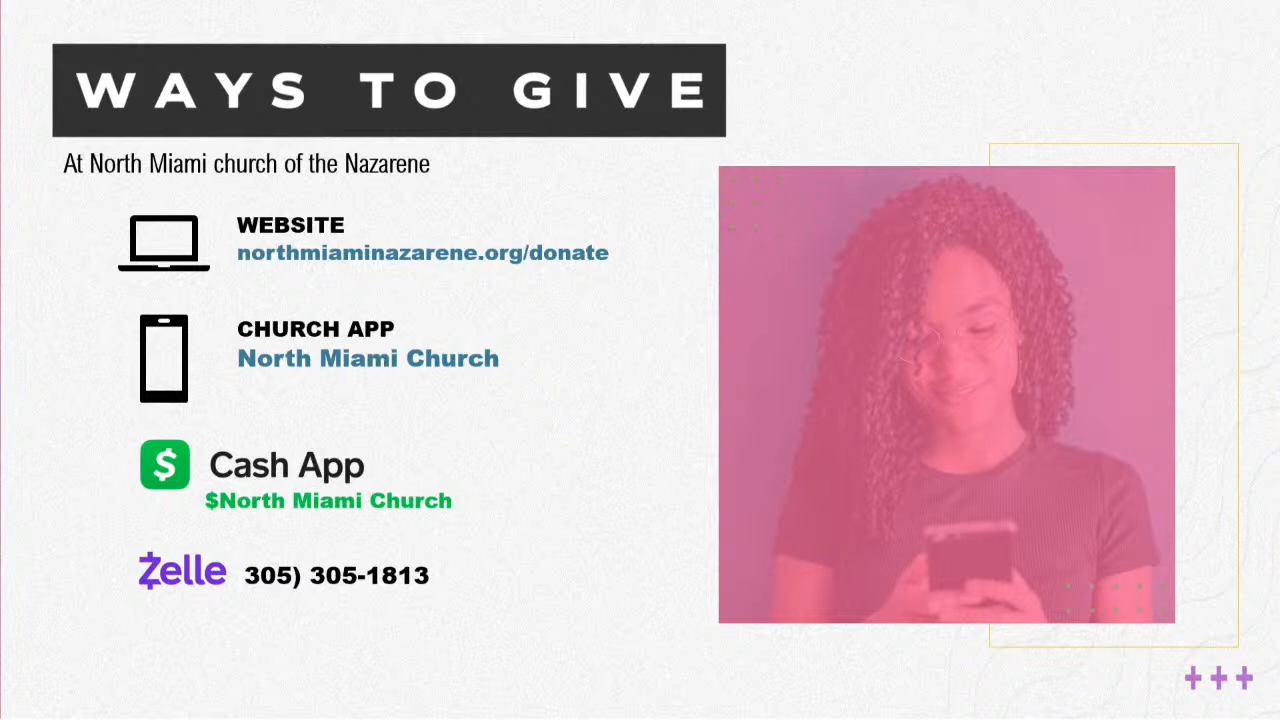 WAYS TO GIVE
At North Miami church of the Nazarene
WEBSITE
northmiaminazarene.org/donate
CHURCH APP
North Miami Church
$ Cash App
$North Miami Church
Zelle 305) 305-1813